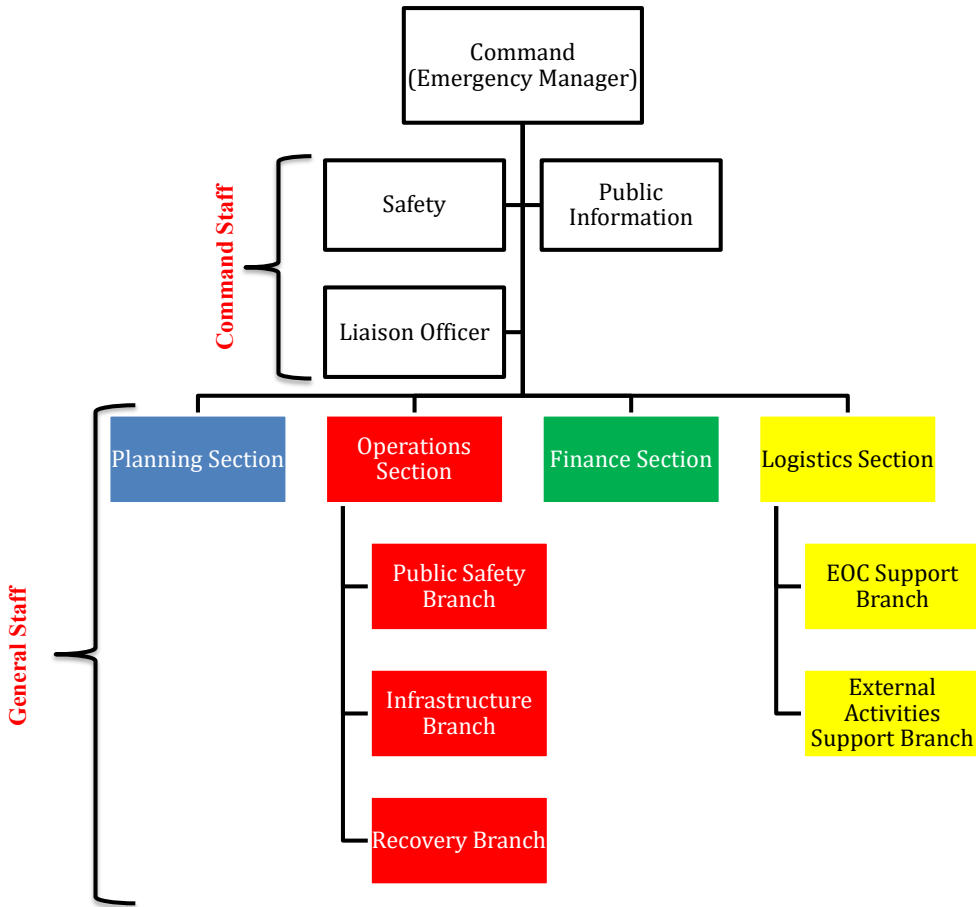 Command
(Emergency Manager)
Command Staff
Safety
Public
Information
Liaison Officer
General Staff
Planning Section
Operations
Section
Finance Section
Logistics Section
Public Safety
Branch
EOC Support
Branch
Infrastructure
Branch
External
Activities
Support Branch
Recovery Branch